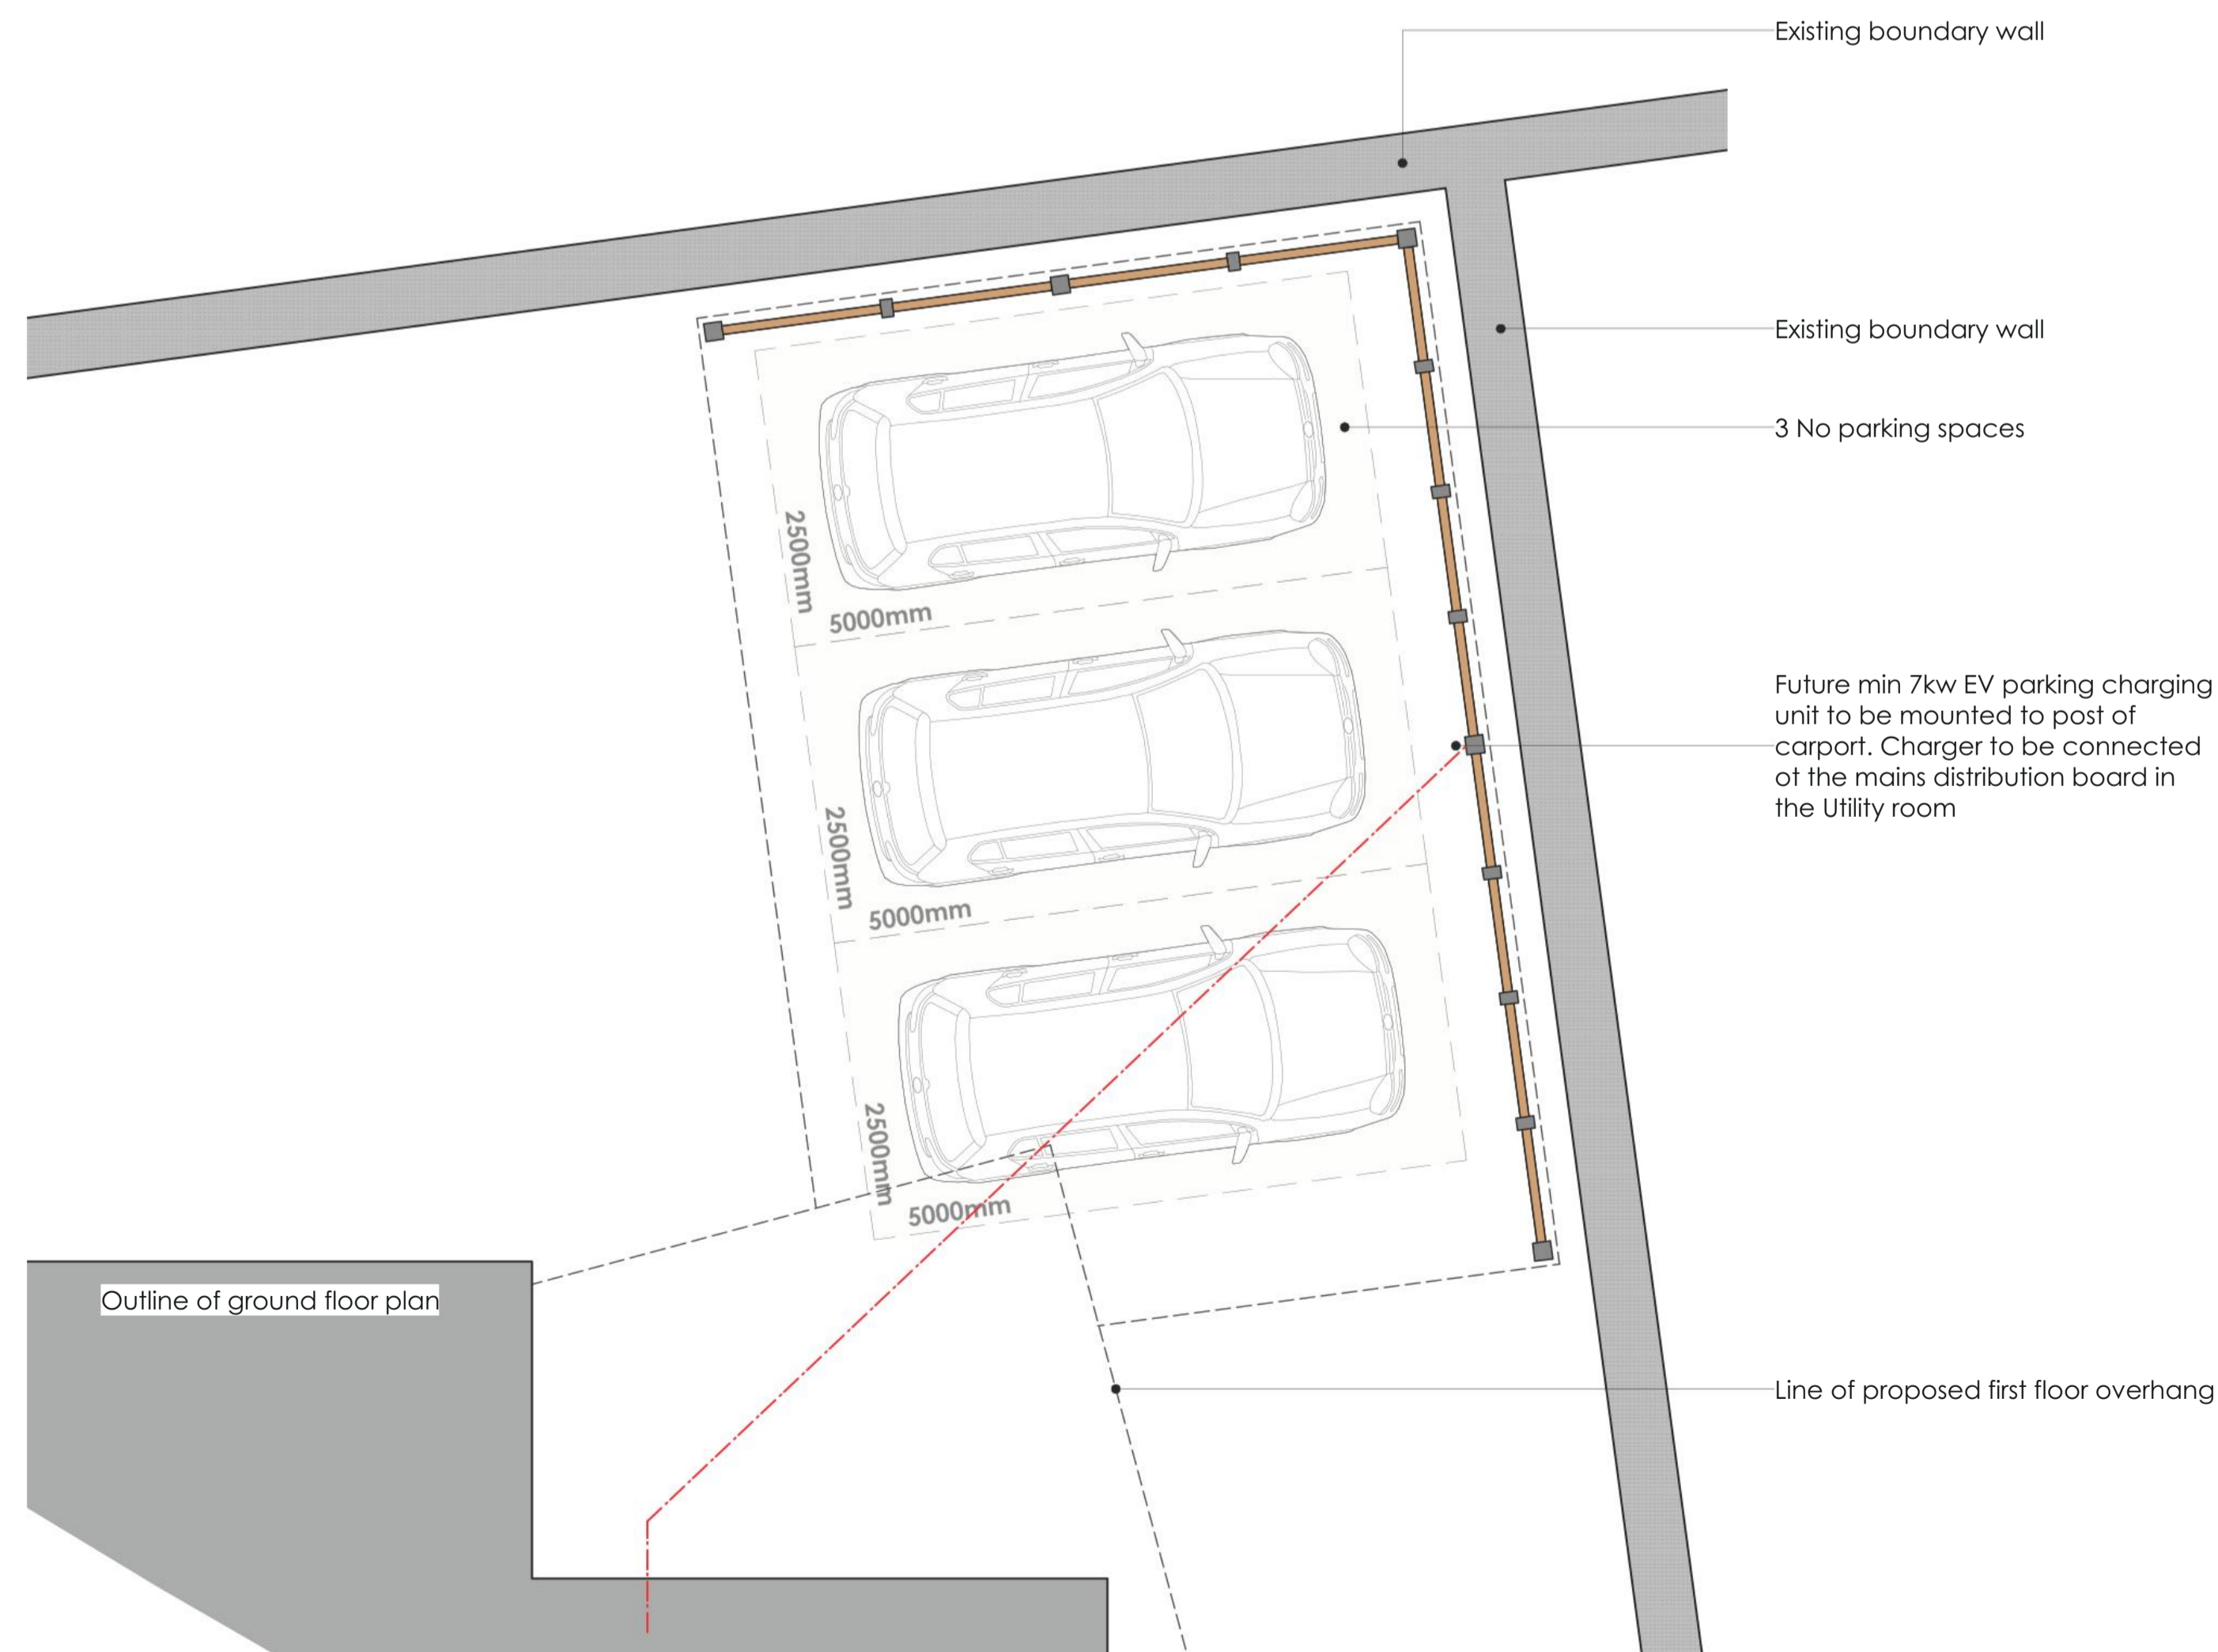 Existing boundary wall
Existing boundary wall
3 No parking spaces
2500mm
5000mm
Future min 7kw EV parking charging
unit to be mounted to post of
carport. Charger to be connected
ot the mains distribution board in
the Utility room
2500mm
5000mm
2500mm
5000mm
Outline of ground floor plan
Line of proposed first floor overhang